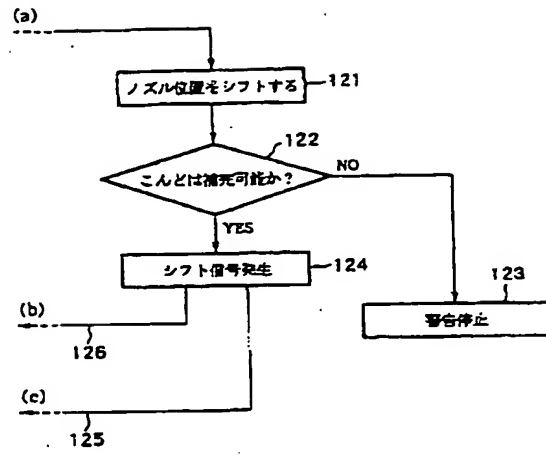 (a)
ノズル位置をシフトする
121
122
こんどは補充可能か?
NO
YES
シフト信号発生
124
123
警告停止
(b)
126
(c)
125